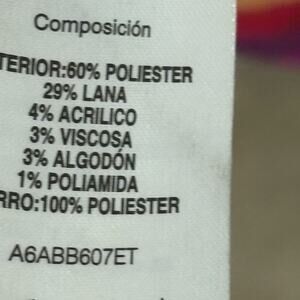 Composición
TERIOR:60% POLIESTER
29% LANA
4% ACRILICO
3% VISCOSA
3% ALGODÓN
1% POLIAMIDA
RRO:100% POLIESTER
A6ABB607ET